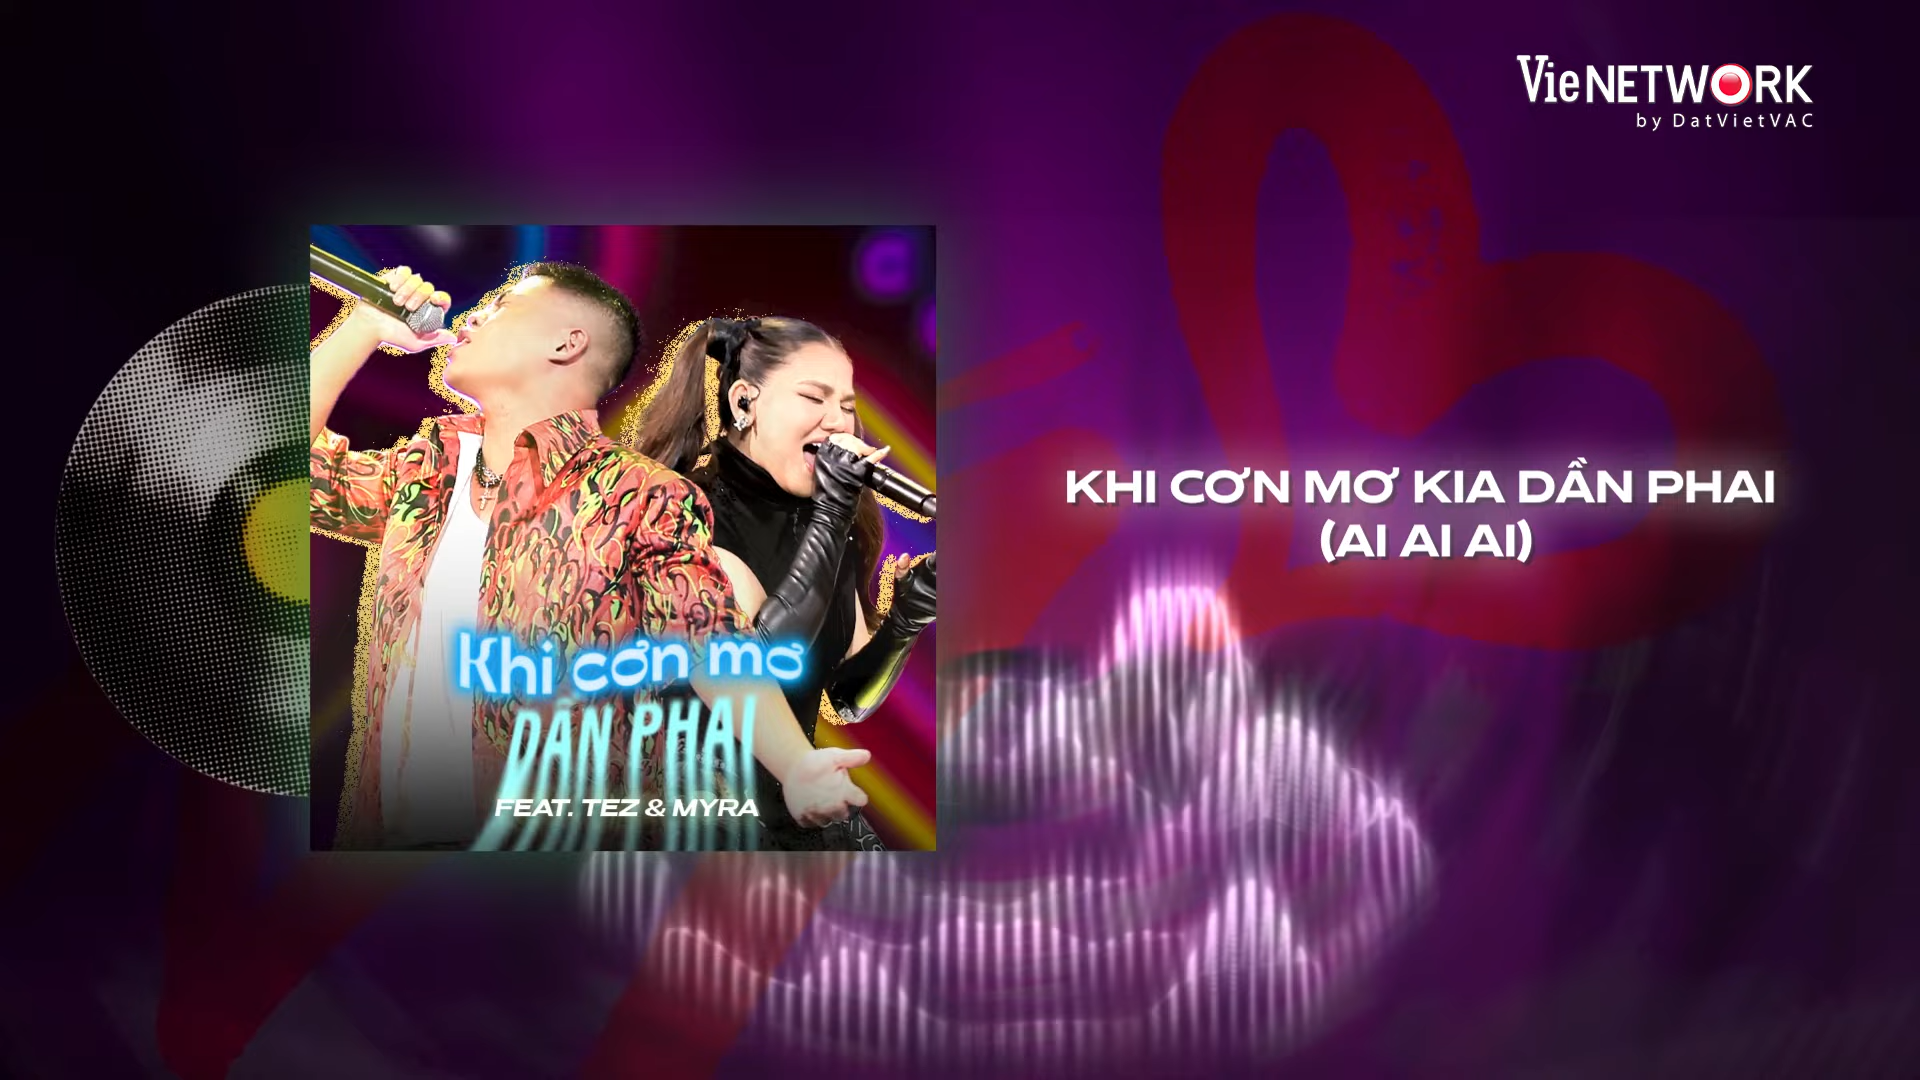 VieNETWORK
by DatVietVAC
KHI CƠN MƠ KIA DẦN PHAI
(AI AI AI)
Khi cơn mơ
DẦN PHAI
FEAT. TEZ & MYRA